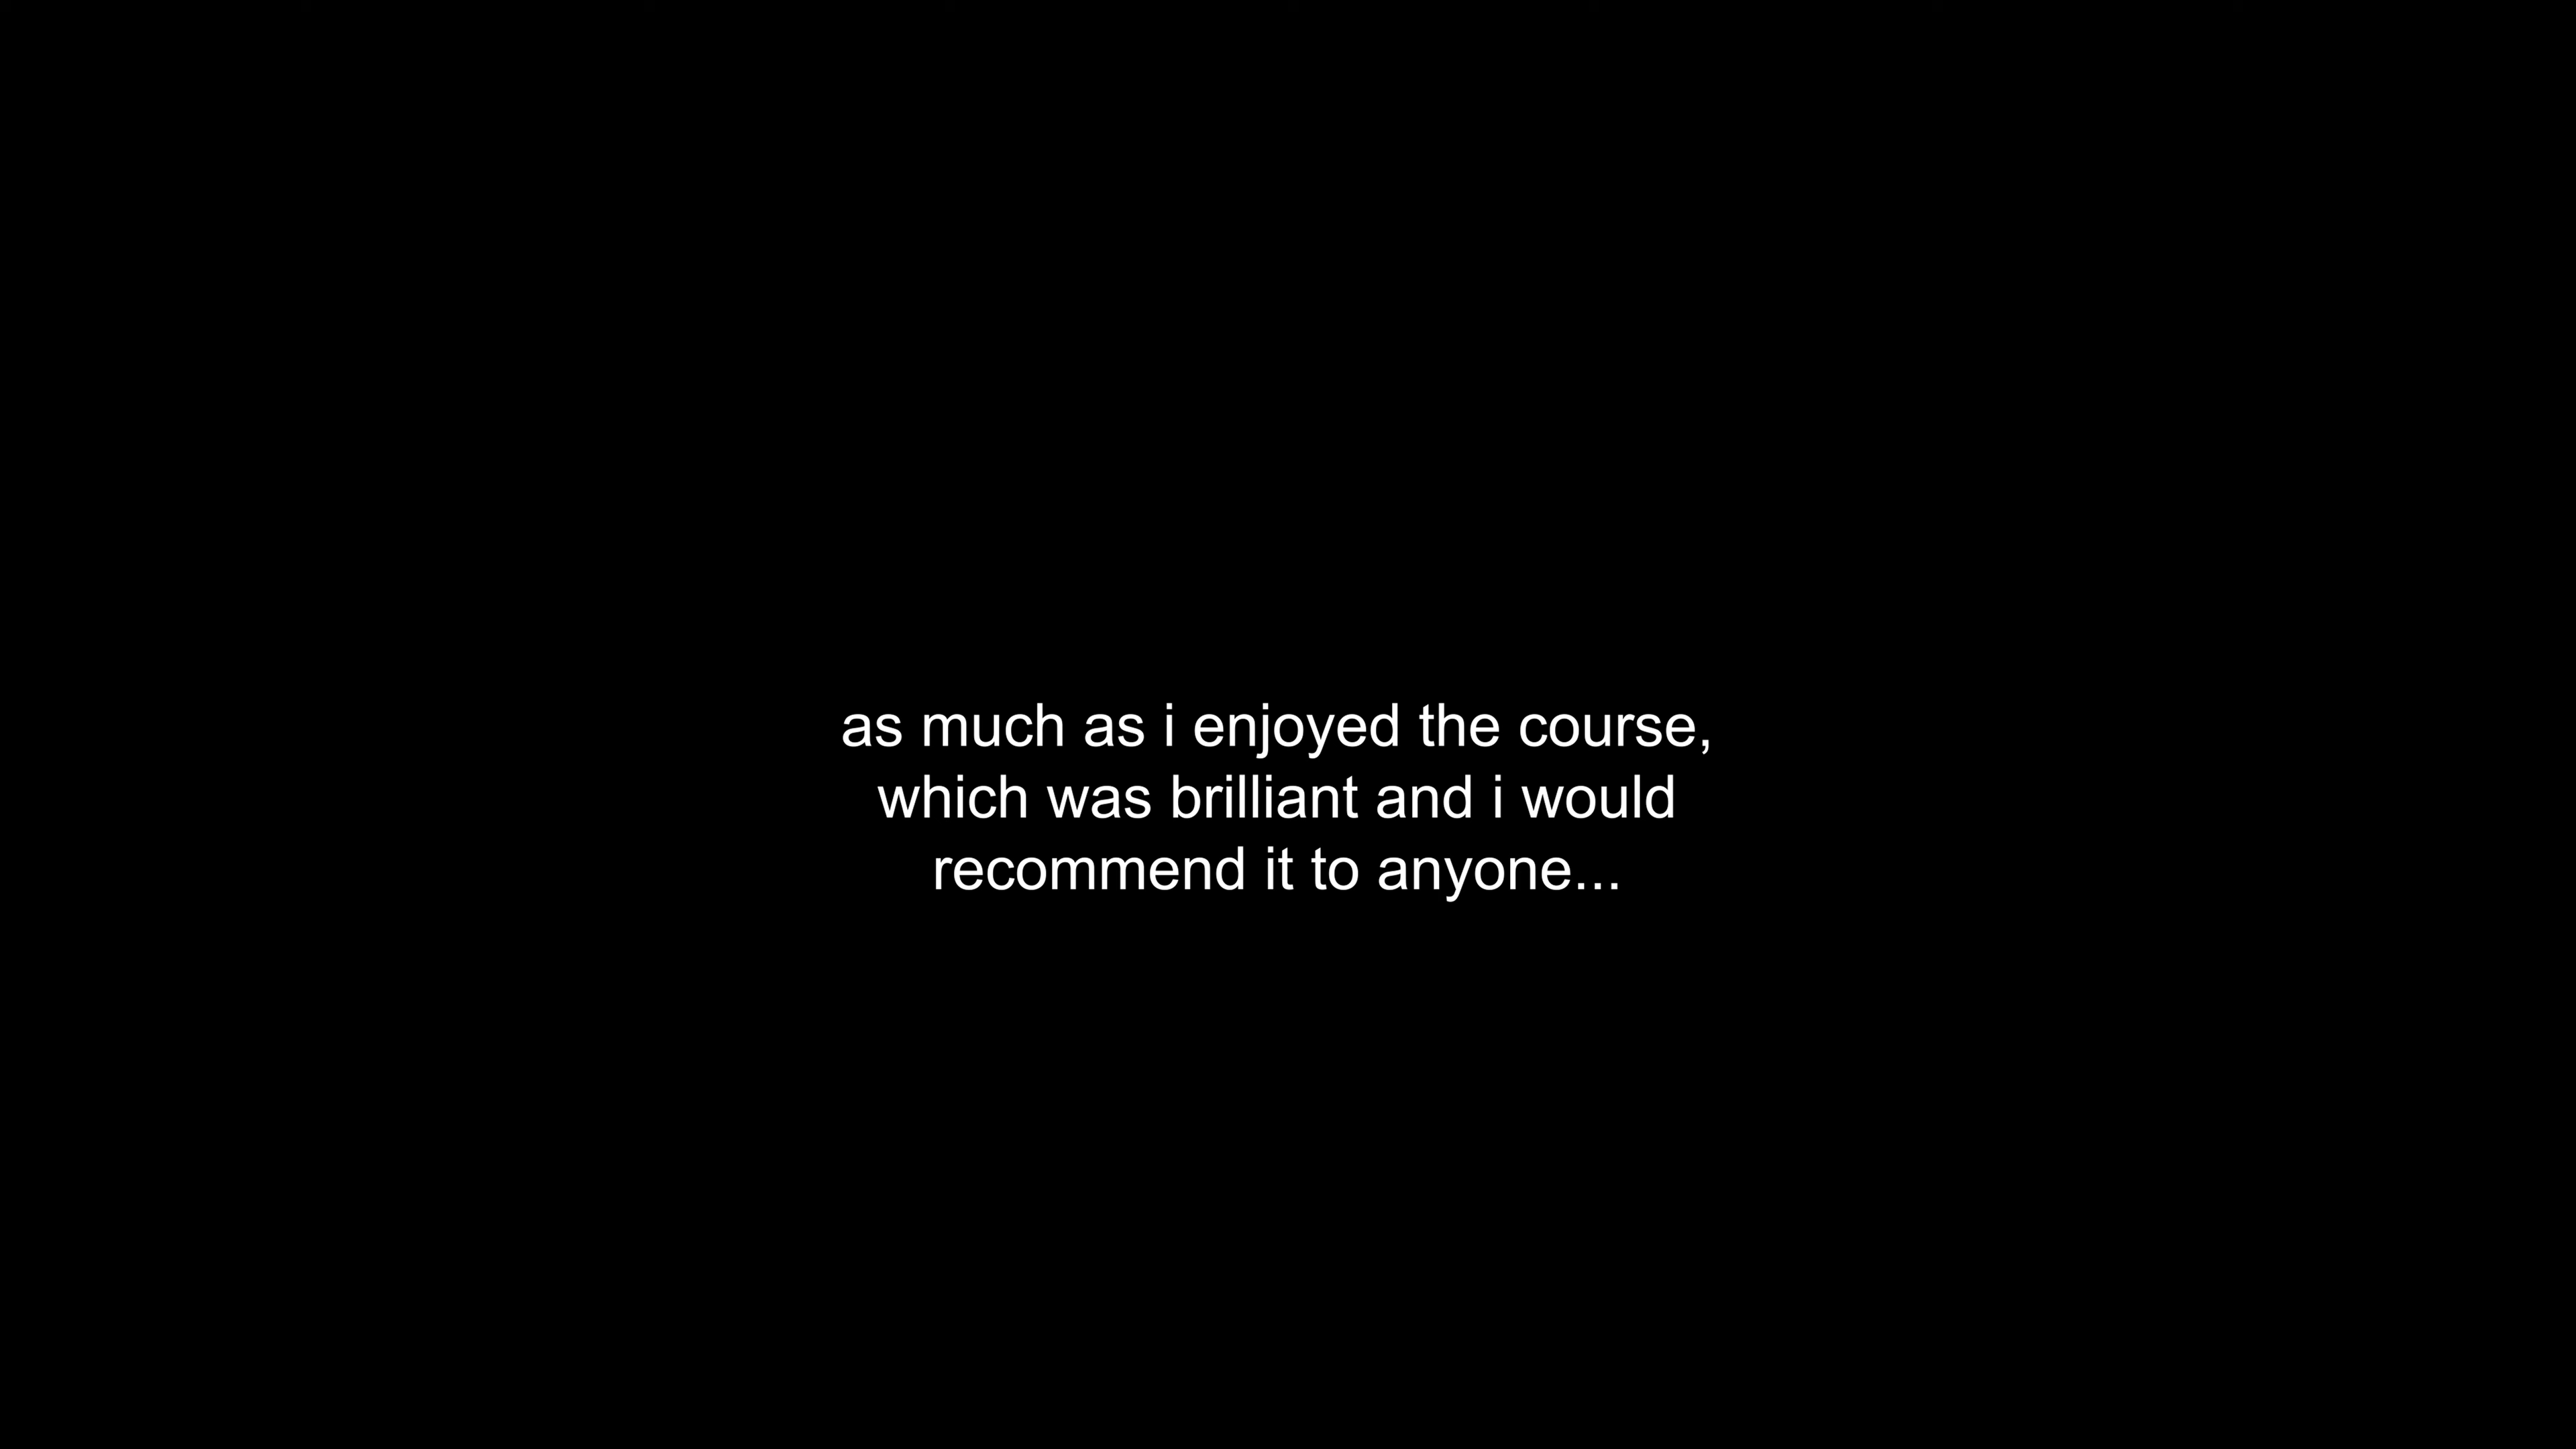 as much as i enjoyed the course,
which was brilliant and i would
recommend it to anyone...